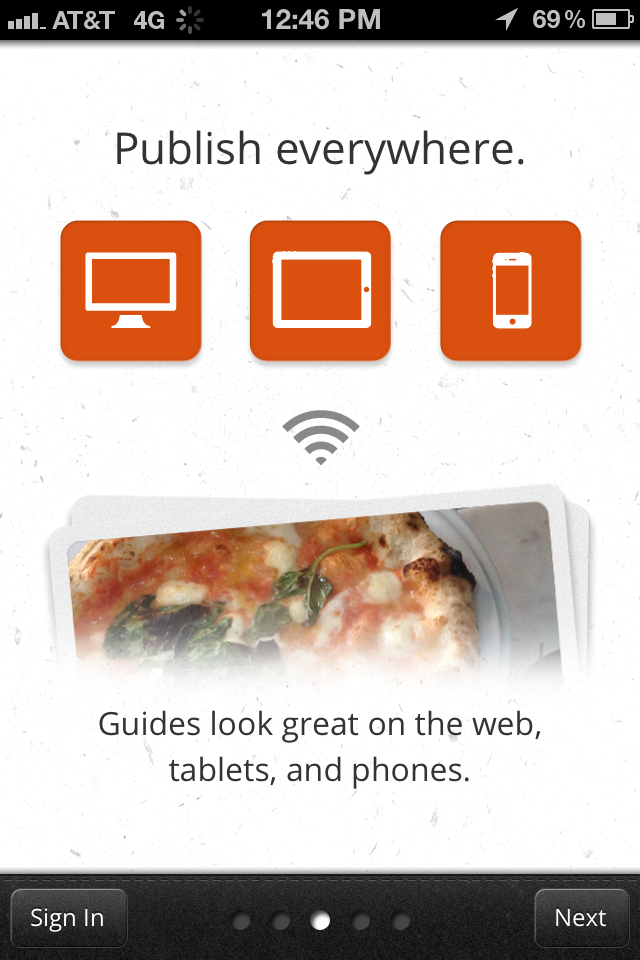 AT&T 4G 12:46 PM 69%
Publish everywhere.
Guides look great on the web,
tablets, and phones.
Sign In Next